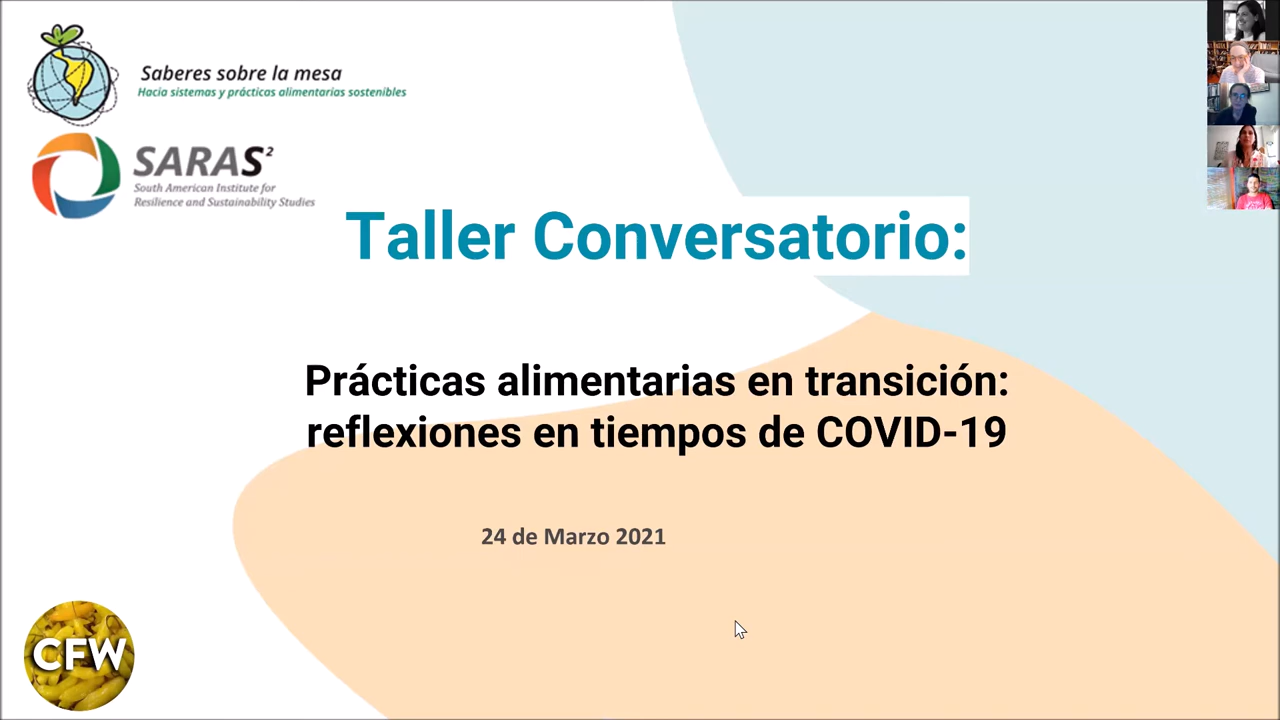 Saberes sobre la mesa
Hacia sistemas y prácticas alimentarias sostenibles
SARAS²
South American Institute for
Resilience and Sustainability Studies
Taller Conversatorio:
Prácticas alimentarias en transición:
reflexiones en tiempos de COVID-19
24 de Marzo 2021
CFW